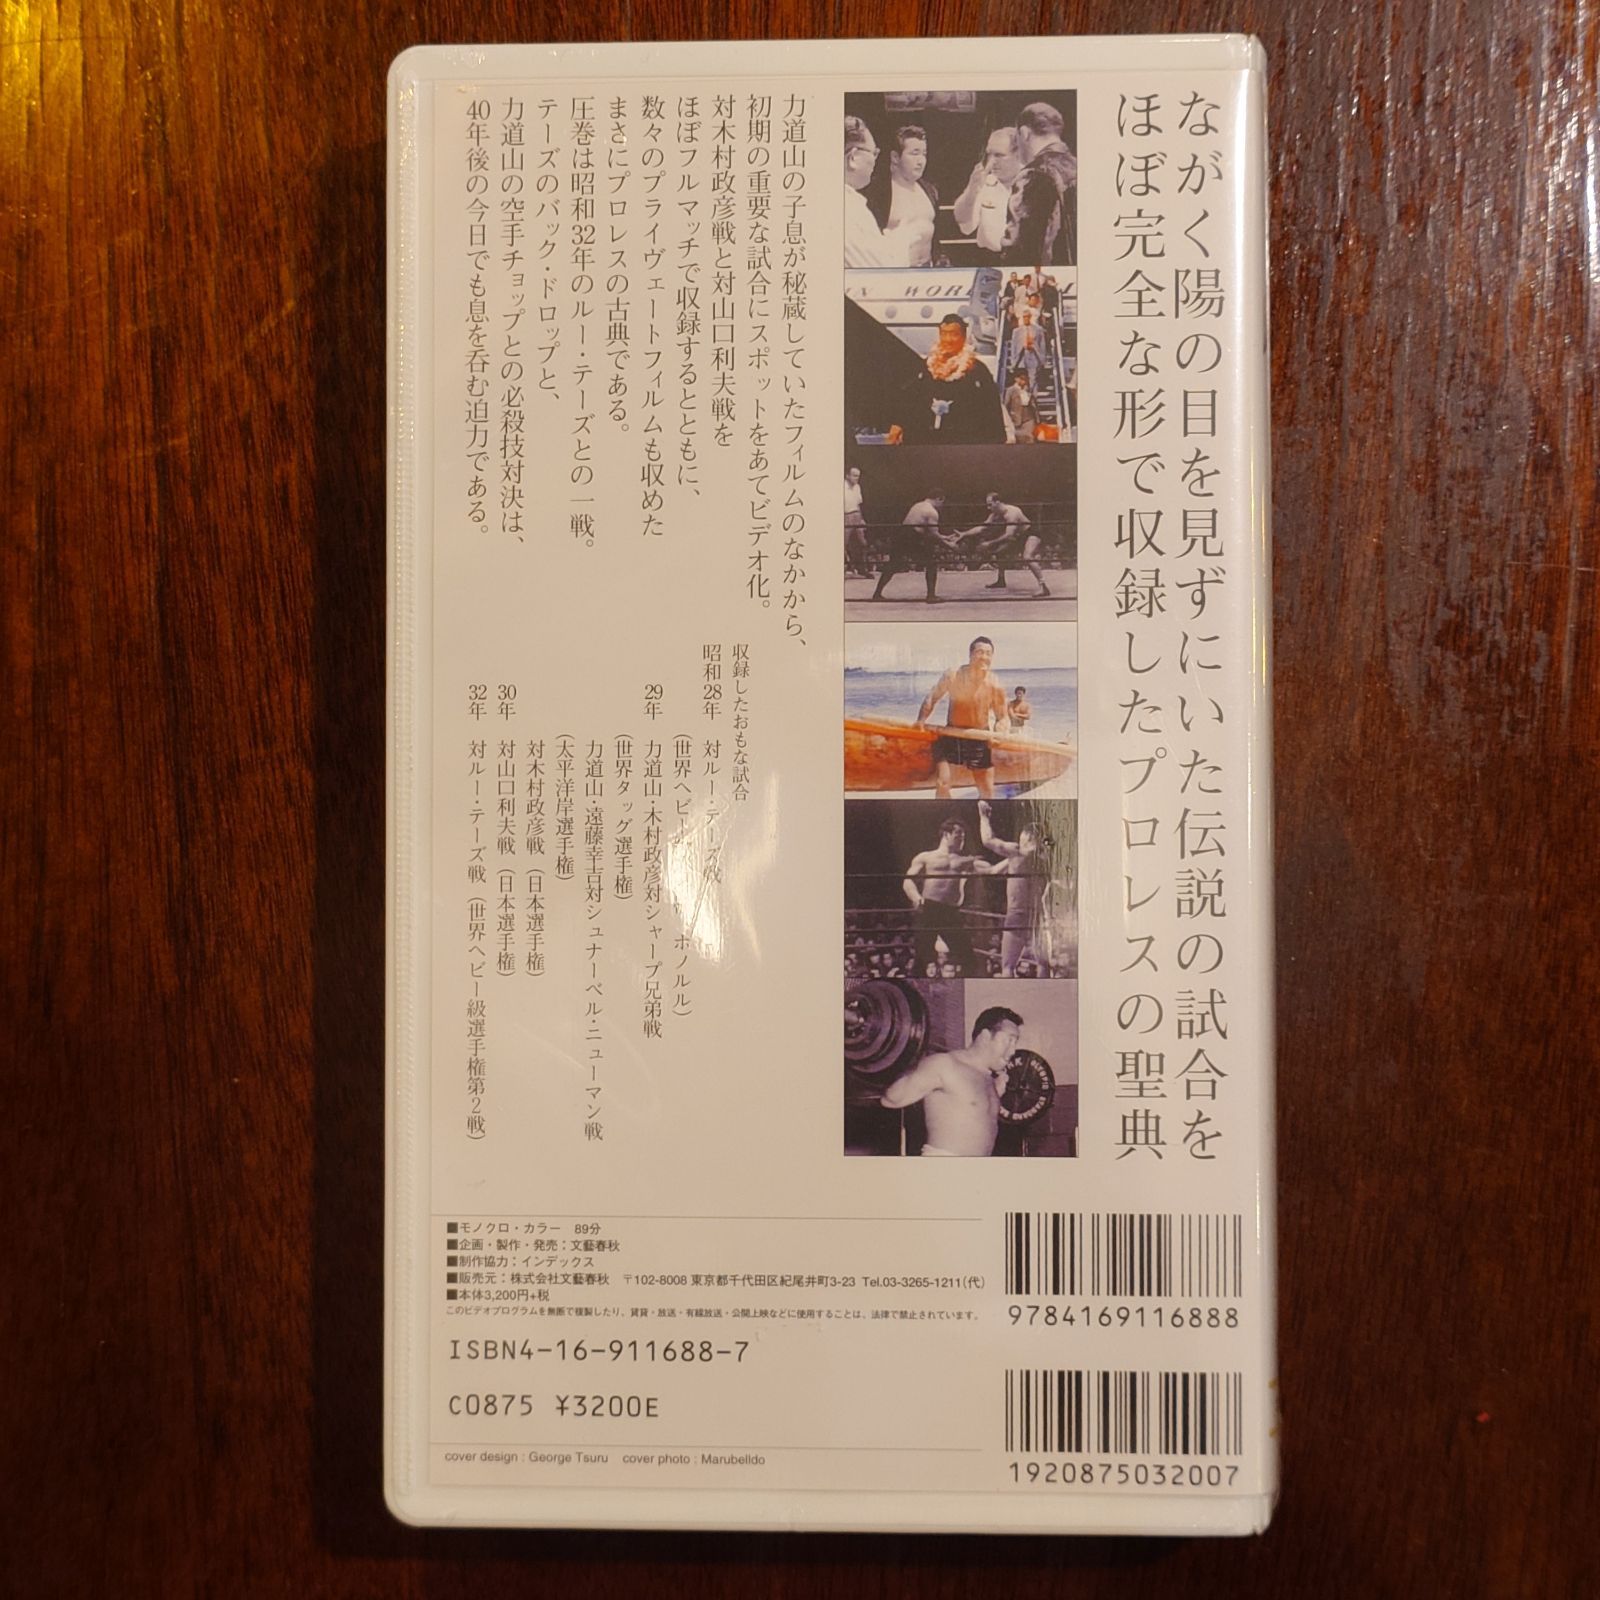 ながく陽の目を見ずにいた伝説の試合を
ほぼ完全な形で収録したプロレスの聖典
力道山の子息が秘蔵していたフィルムのなかから、
初期の重要な試合にスポットをあてビデオ化。
対木村政彦戦と対山口利夫戦を
ほぼフルマッチで収録するとともに、
数々のプライヴェートフィルムも収めた
まさにプロレスの古典である。
圧巻は昭和32年のルー・テーズとの一戦。
テーズのバック・ドロップと、
力道山の空手チョップとの必殺技対決は、
40年後の今日でも息を呑む迫力である。
収録したおもな試合
昭和28年 対ルー・テーズ戦
(世界ヘビー ホノルル)
29年 力道山・木村政彦対シャープ兄弟戦
(世界タッグ選手権)
力道山・遠藤幸吉対シュナーベル・ニューマン戦
(太平洋岸選手権)
対木村政彦戦(日本選手権)
30年 対山口利夫戦(日本選手権)
32年 対ルー・テーズ戦(世界ヘビー級選手権第2戦)
■モノクロ・カラー 89分
■企画・製作・発売:文藝春秋
■制作協力:インデックス
■販売元:株式会社文藝春秋 〒102-8008 東京都千代田区紀尾井町3-23 Tel.03-3265-1211(代)
■本体3,200円+税
このビデオプログラムを無断で複製したり、賃貸・放送・有線放送・公開上映などに使用することは、法律で禁止されています。
ISBN4-16-911688-7
C0875 ¥3200E
cover design : George Tsuru cover photo : Marubelldo
9784169116888
1920875032007